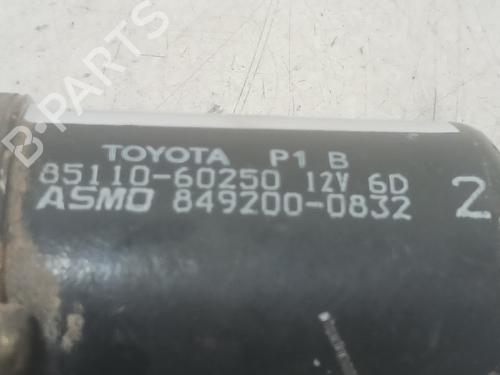 B-PARTS
TOYOTA P1 B
85110-60250 12V 6D
ASMO 849200-0832 2